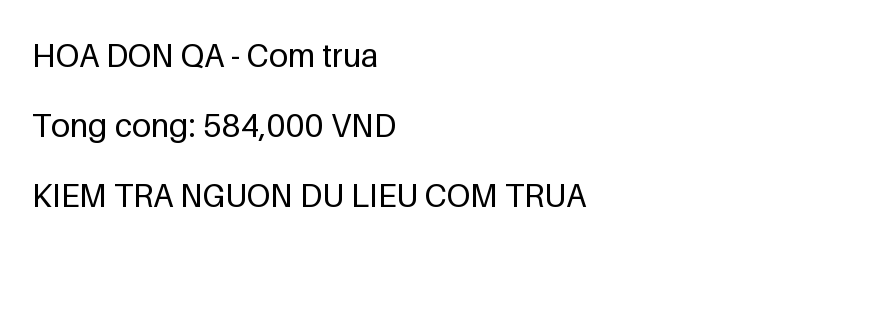 HOA DON QA - Com trua
Tong cong: 584,000 VND
KIEM TRA NGUON DU LIEU COM TRUA